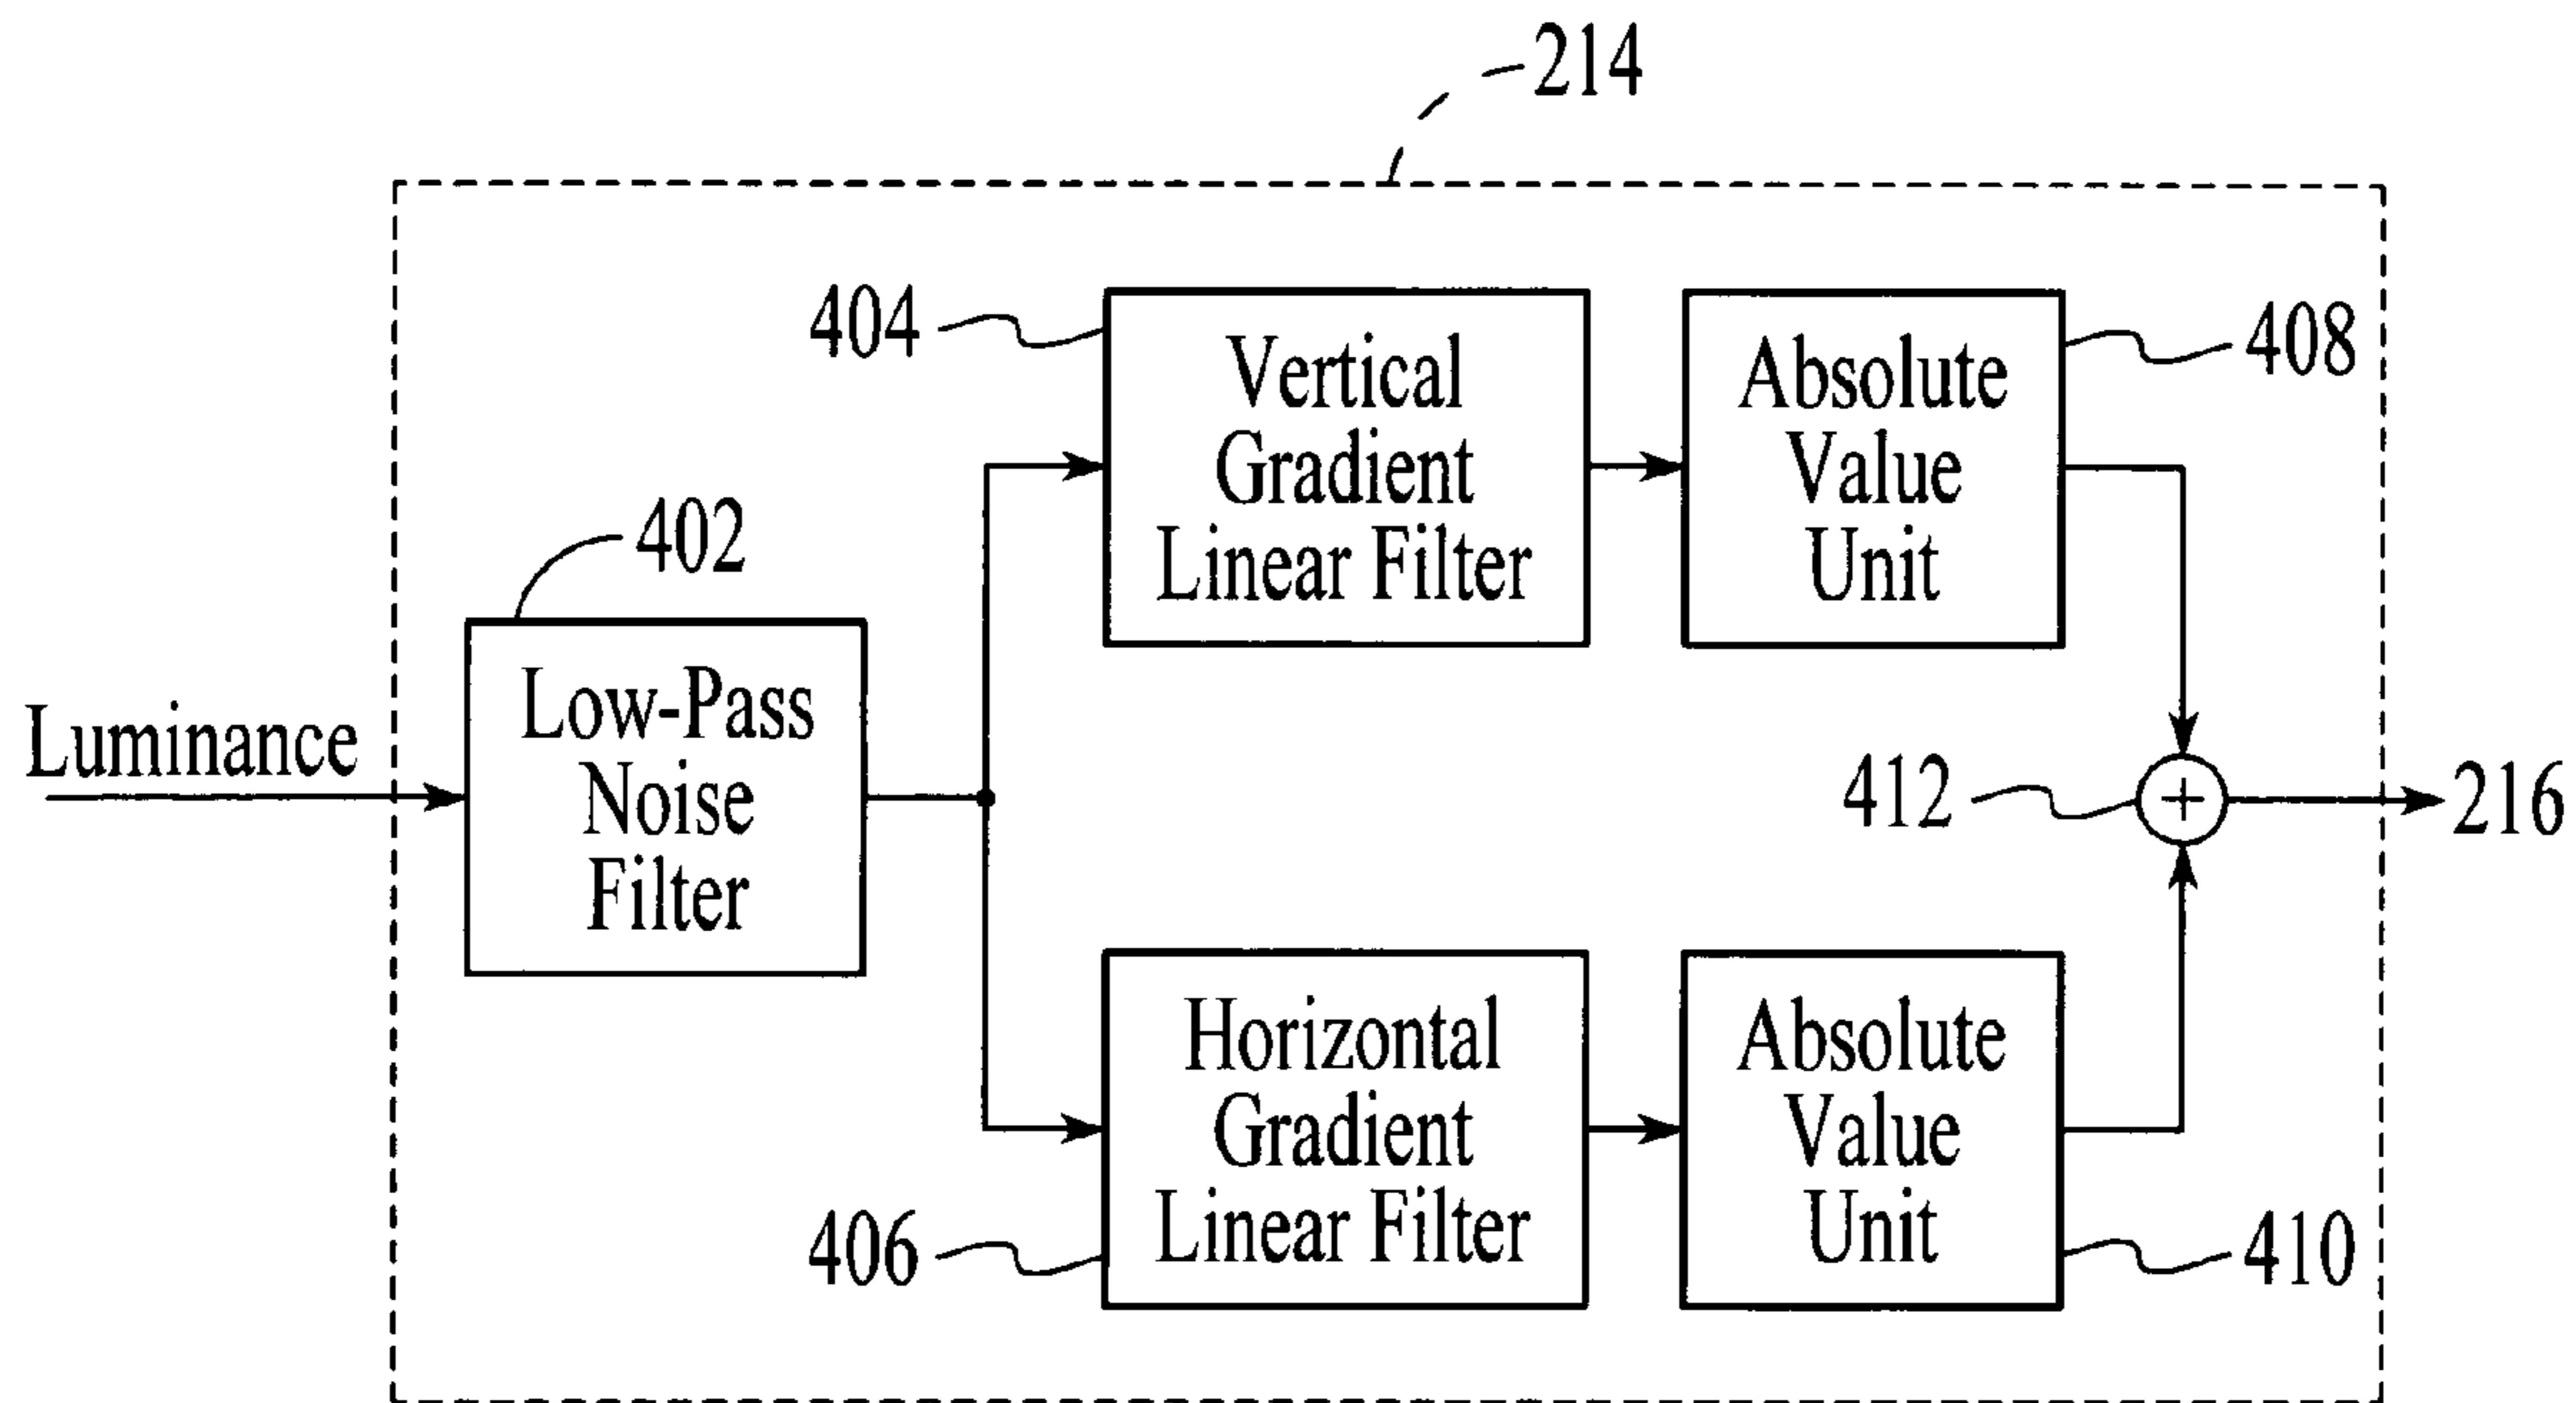 214
404
Vertical
Gradient
Linear Filter
Absolute
Value
Unit
408
402
Low-Pass
Noise
Filter
Luminance
412
+
216
Horizontal
Gradient
Linear Filter
406
Absolute
Value
Unit
410